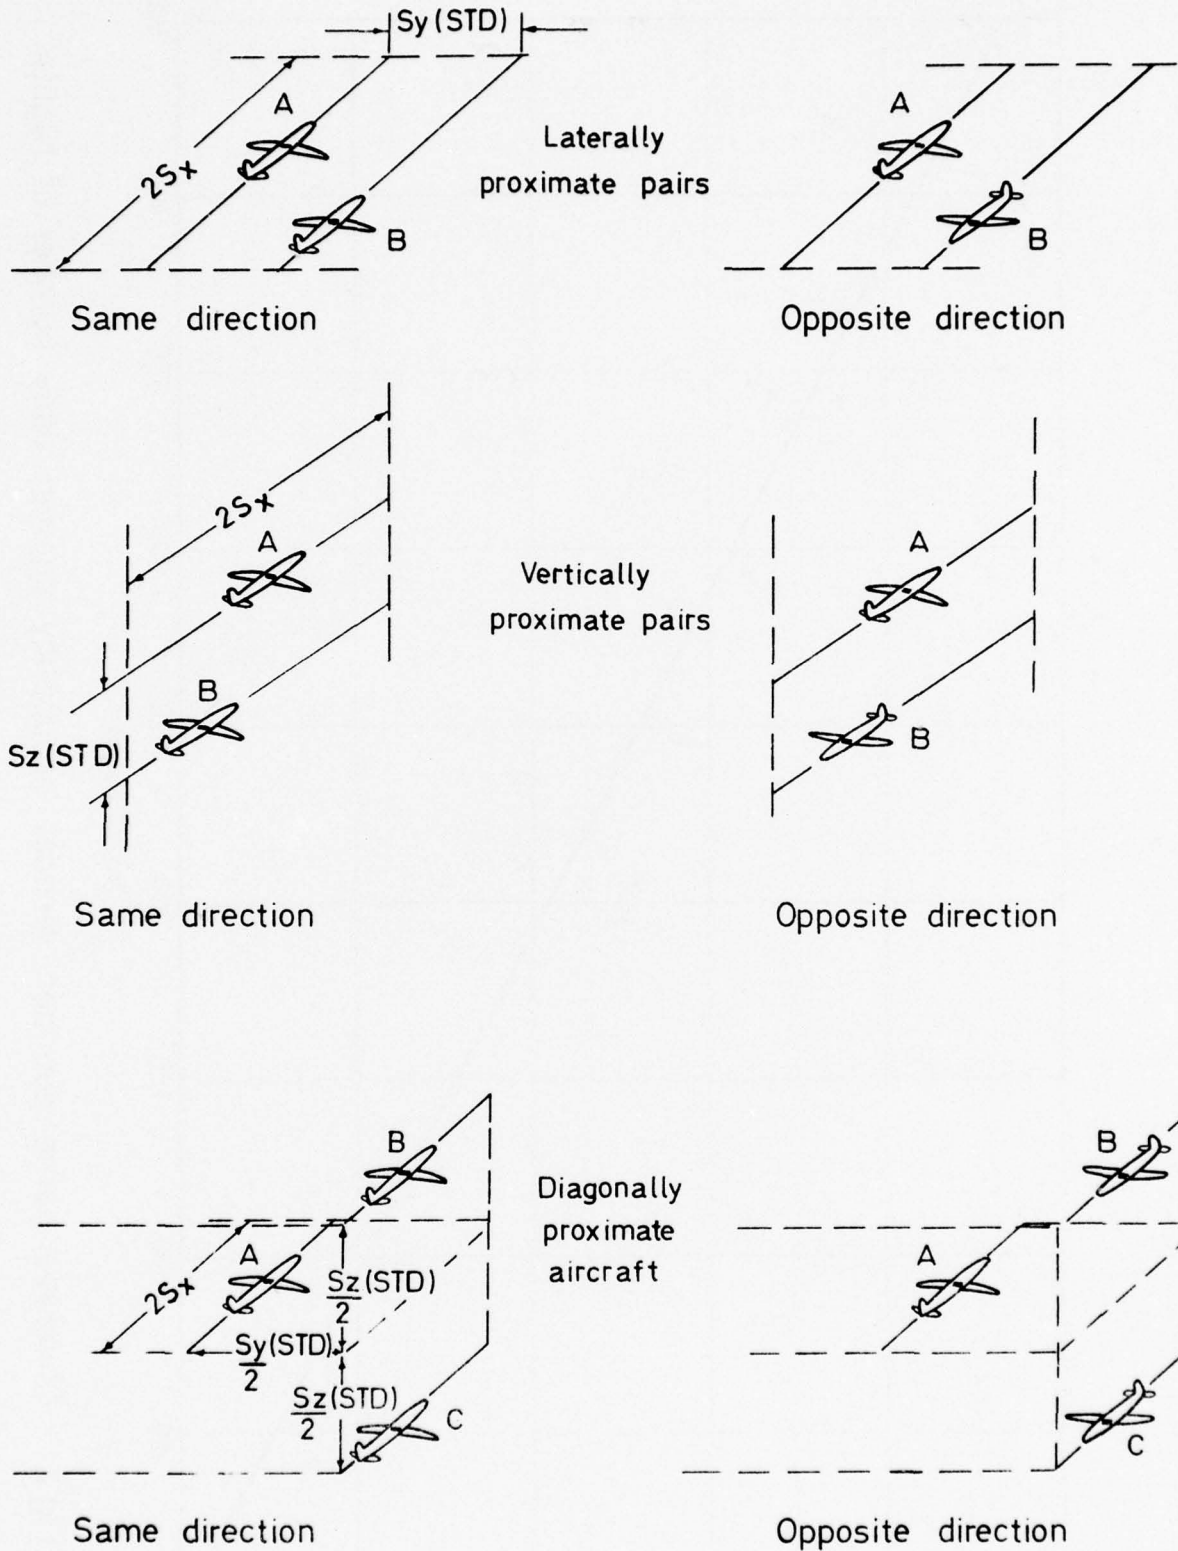 Sy(STD)
A
2Sx
B
Laterally
proximate pairs
A
B
Same direction
Opposite direction
2Sx
A
B
Sz(STD)
Vertically
proximate pairs
A
B
Same direction
Opposite direction
B
A
2Sx
Sz(STD)
2
Sy(STD)
2
Sz(STD)
2
C
Diagonally
proximate
aircraft
B
A
C
Same direction
Opposite direction